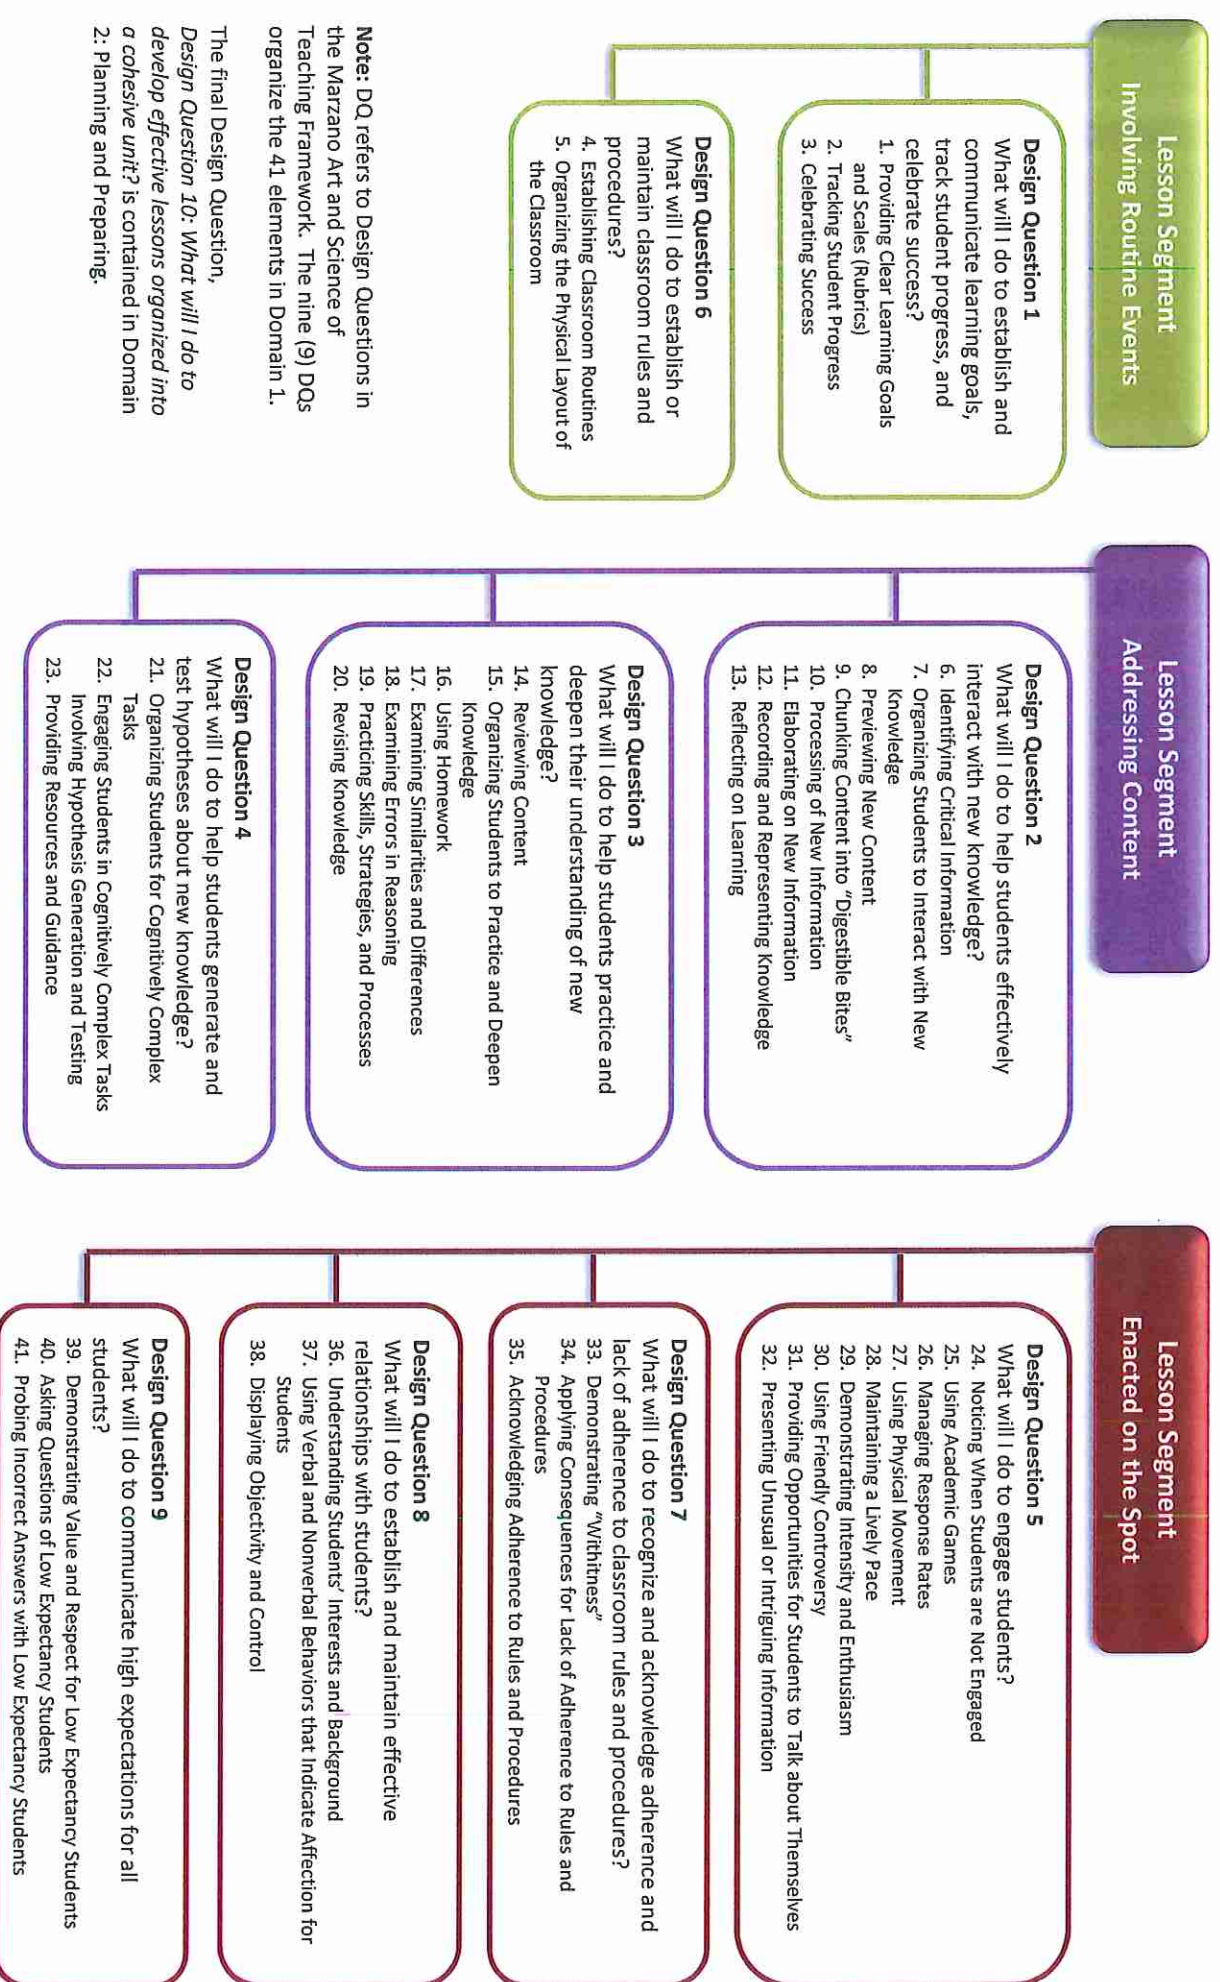 Lesson Segment
Involving Routine Events
Design Question 1
What will I do to establish and
communicate learning goals,
track student progress, and
celebrate success?
1. Providing Clear Learning Goals
and Scales (Rubrics)
2. Tracking Student Progress
3. Celebrating Success
Design Question 6
What will I do to establish or
maintain classroom rules and
procedures?
4. Establishing Classroom Routines
5. Organizing the Physical Layout of
the Classroom
Note: DQ refers to Design Questions in
the Marzano Art and Science of
Teaching Framework. The nine (9) DQs
organize the 41 elements in Domain 1.
The final Design Question,
Design Question 10: What will I do to
develop effective lessons organized into
a cohesive unit? is contained in Domain
2: Planning and Preparing.
Lesson Segment
Addressing Content
Design Question 2
What will I do to help students effectively
interact with new knowledge?
6. Identifying Critical Information
7. Organizing Students to Interact with New
Knowledge
8. Previewing New Content
9. Chunking Content into “Digestible Bites”
10. Processing of New Information
11. Elaborating on New Information
12. Recording and Representing Knowledge
13. Reflecting on Learning
Design Question 3
What will I do to help students practice and
deepen their understanding of new
knowledge?
14. Reviewing Content
15. Organizing Students to Practice and Deepen
Knowledge
16. Using Homework
17. Examining Similarities and Differences
18. Examining Errors in Reasoning
19. Practicing Skills, Strategies, and Processes
20. Revising Knowledge
Design Question 4
What will I do to help students generate and
test hypotheses about new knowledge?
21. Organizing Students for Cognitively Complex
Tasks
22. Engaging Students in Cognitively Complex Tasks
Involving Hypothesis Generation and Testing
23. Providing Resources and Guidance
Lesson Segment
Enacted on the Spot
Design Question 5
What will I do to engage students?
24. Noticing When Students are Not Engaged
25. Using Academic Games
26. Managing Response Rates
27. Using Physical Movement
28. Maintaining a Lively Pace
29. Demonstrating Intensity and Enthusiasm
30. Using Friendly Controversy
31. Providing Opportunities for Students to Talk about Themselves
32. Presenting Unusual or Intriguing Information
Design Question 7
What will I do to recognize and acknowledge adherence and
lack of adherence to classroom rules and procedures?
33. Demonstrating “Withitness”
34. Applying Consequences for Lack of Adherence to Rules and
Procedures
35. Acknowledging Adherence to Rules and Procedures
Design Question 8
What will I do to establish and maintain effective
relationships with students?
36. Understanding Students’ Interests and Background
37. Using Verbal and Nonverbal Behaviors that Indicate Affection for
Students
38. Displaying Objectivity and Control
Design Question 9
What will I do to communicate high expectations for all
students?
39. Demonstrating Value and Respect for Low Expectancy Students
40. Asking Questions of Low Expectancy Students
41. Probing Incorrect Answers with Low Expectancy Students